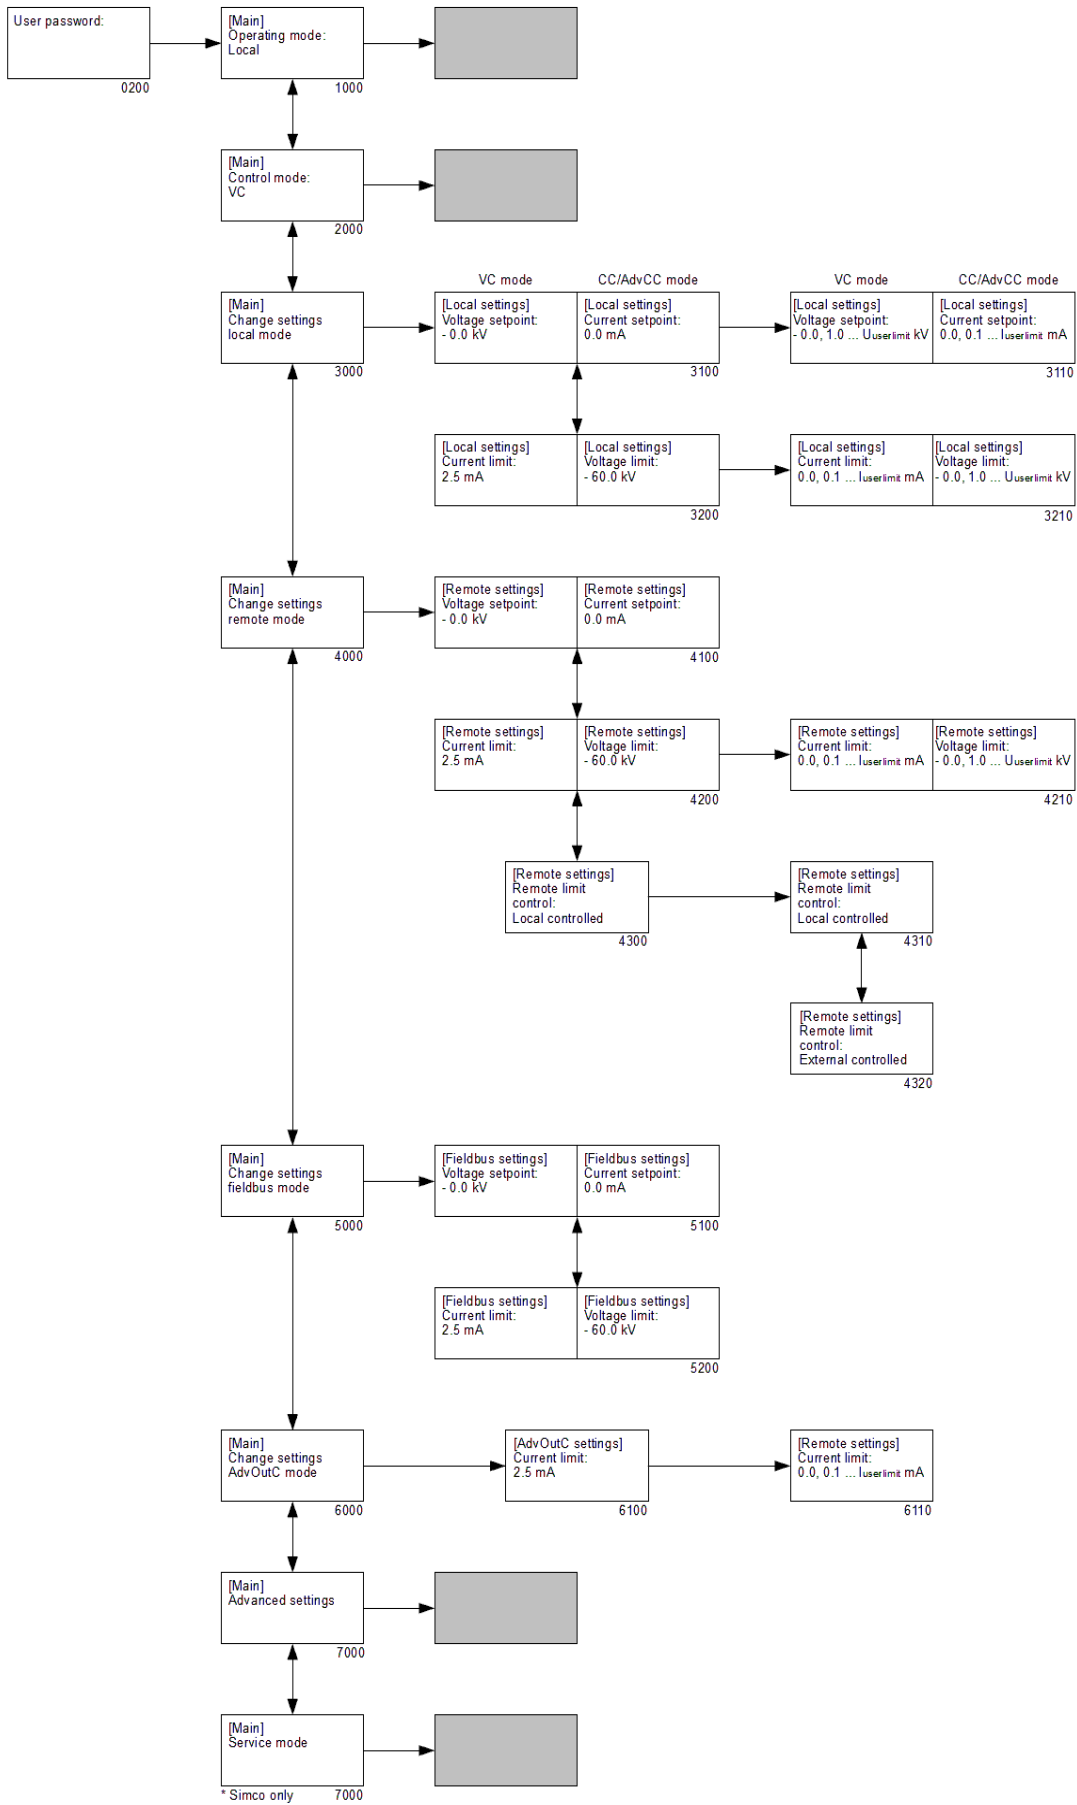 User password:
0200
[Main]
Operating mode:
Local
1000
[Main]
Control mode:
VC
2000
VC mode
CC/AdvCC mode
VC mode
CC/AdvCC mode
[Main]
Change settings
local mode
3000
[Local settings]
Voltage setpoint:
- 0.0 kV
[Local settings]
Current setpoint:
0.0 mA
3100
[Local settings]
Voltage setpoint:
- 0.0, 1.0 ... Uuserlimit kV
[Local settings]
Current setpoint:
0.0, 0.1 ... Iuserlimit mA
3110
[Local settings]
Current limit:
2.5 mA
[Local settings]
Voltage limit:
- 60.0 kV
3200
[Local settings]
Current limit:
0.0, 0.1 ... Iuserlimit mA
[Local settings]
Voltage limit:
- 0.0, 1.0 ... Uuserlimit kV
3210
[Main]
Change settings
remote mode
4000
[Remote settings]
Voltage setpoint:
- 0.0 kV
[Remote settings]
Current setpoint:
0.0 mA
4100
[Remote settings]
Current limit:
2.5 mA
[Remote settings]
Voltage limit:
- 60.0 kV
4200
[Remote settings]
Current limit:
0.0, 0.1 ... Iuserlimit mA
[Remote settings]
Voltage limit:
- 0.0, 1.0 ... Uuserlimit kV
4210
[Remote settings]
Remote limit
control:
Local controlled
4300
[Remote settings]
Remote limit
control:
Local controlled
4310
[Remote settings]
Remote limit
control:
External controlled
4320
[Main]
Change settings
fieldbus mode
5000
[Fieldbus settings]
Voltage setpoint:
- 0.0 kV
[Fieldbus settings]
Current setpoint:
0.0 mA
5100
[Fieldbus settings]
Current limit:
2.5 mA
[Fieldbus settings]
Voltage limit:
- 60.0 kV
5200
[Main]
Change settings
AdvOutC mode
6000
[AdvOutC settings]
Current limit:
2.5 mA
6100
[Remote settings]
Current limit:
0.0, 0.1 ... Iuserlimit mA
6110
[Main]
Advanced settings
7000
[Main]
Service mode
* Simco only
7000